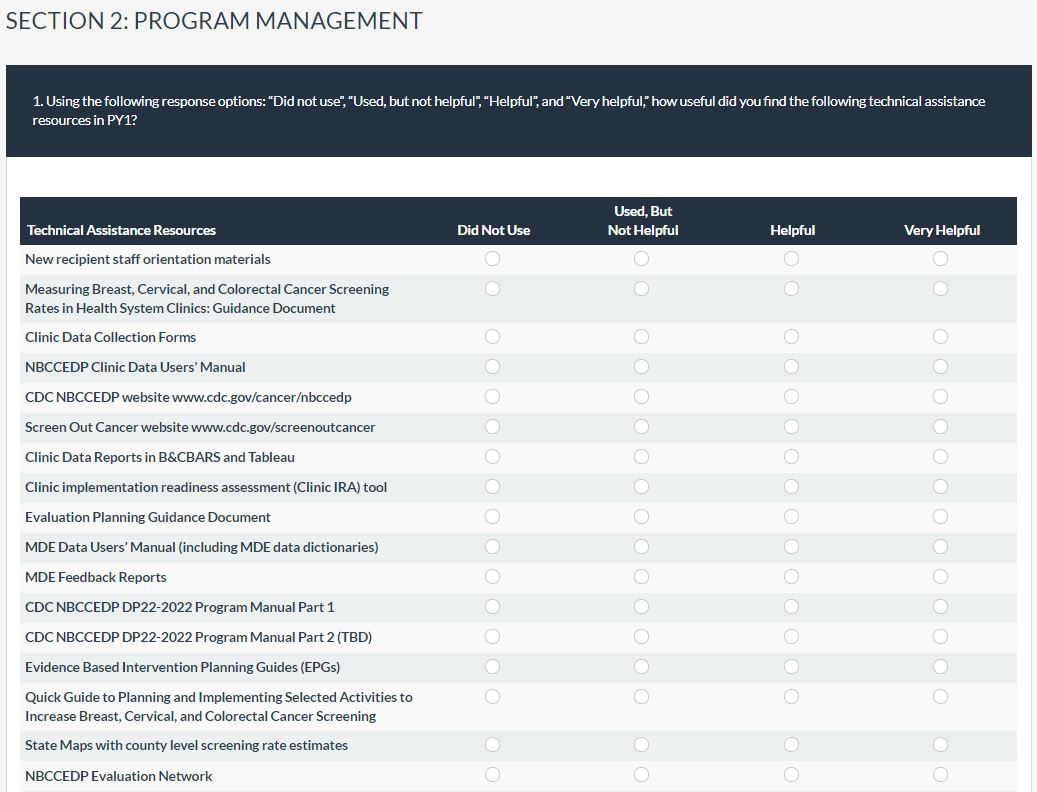 SECTION 2: PROGRAM MANAGEMENT
1. Using the following response options: “Did not use”, “Used, but not helpful”, “Helpful”, and “Very helpful,” how useful did you find the following technical assistance
resources in PY1?
Technical Assistance Resources Did Not Use Used, But Not Helpful Helpful Very Helpful
New recipient staff orientation materials
Measuring Breast, Cervical, and Colorectal Cancer Screening
Rates in Health System Clinics: Guidance Document
Clinic Data Collection Forms
NBCCEDP Clinic Data Users’ Manual
CDC NBCCEDP website www.cdc.gov/cancer/nbccedp
Screen Out Cancer website www.cdc.gov/screenoutcancer
Clinic Data Reports in B&CBARS and Tableau
Clinic implementation readiness assessment (Clinic IRA) tool
Evaluation Planning Guidance Document
MDE Data Users’ Manual (including MDE data dictionaries)
MDE Feedback Reports
CDC NBCCEDP DP22-2022 Program Manual Part 1
CDC NBCCEDP DP22-2022 Program Manual Part 2 (TBD)
Evidence Based Intervention Planning Guides (EPGs)
Quick Guide to Planning and Implementing Selected Activities to
Increase Breast, Cervical, and Colorectal Cancer Screening
State Maps with county level screening rate estimates
NBCCEDP Evaluation Network